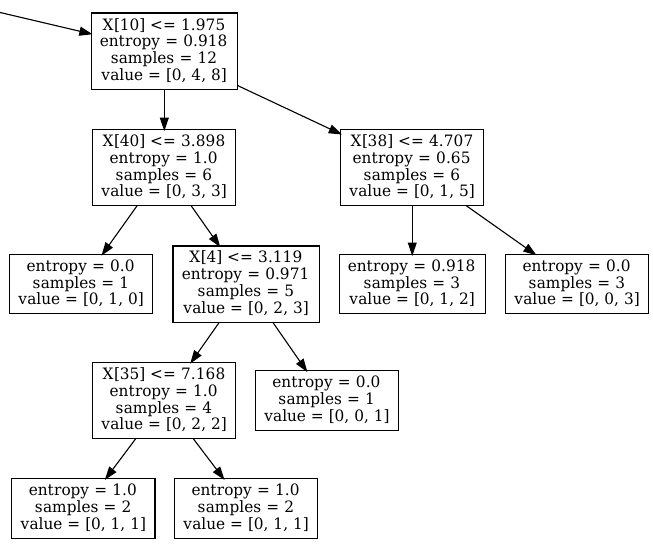 X[10] <= 1.975
entropy = 0.918
samples = 12
value = [0, 4, 8]
X[40] <= 3.898
entropy = 1.0
samples = 6
value = [0, 3, 3]
X[38] <= 4.707
entropy = 0.65
samples = 6
value = [0, 1, 5]
entropy = 0.0
samples = 1
value = [0, 1, 0]
X[4] <= 3.119
entropy = 0.971
samples = 5
value = [0, 2, 3]
entropy = 0.918
samples = 3
value = [0, 1, 2]
entropy = 0.0
samples = 3
value = [0, 0, 3]
X[35] <= 7.168
entropy = 1.0
samples = 4
value = [0, 2, 2]
entropy = 0.0
samples = 1
value = [0, 0, 1]
entropy = 1.0
samples = 2
value = [0, 1, 1]
entropy = 1.0
samples = 2
value = [0, 1, 1]